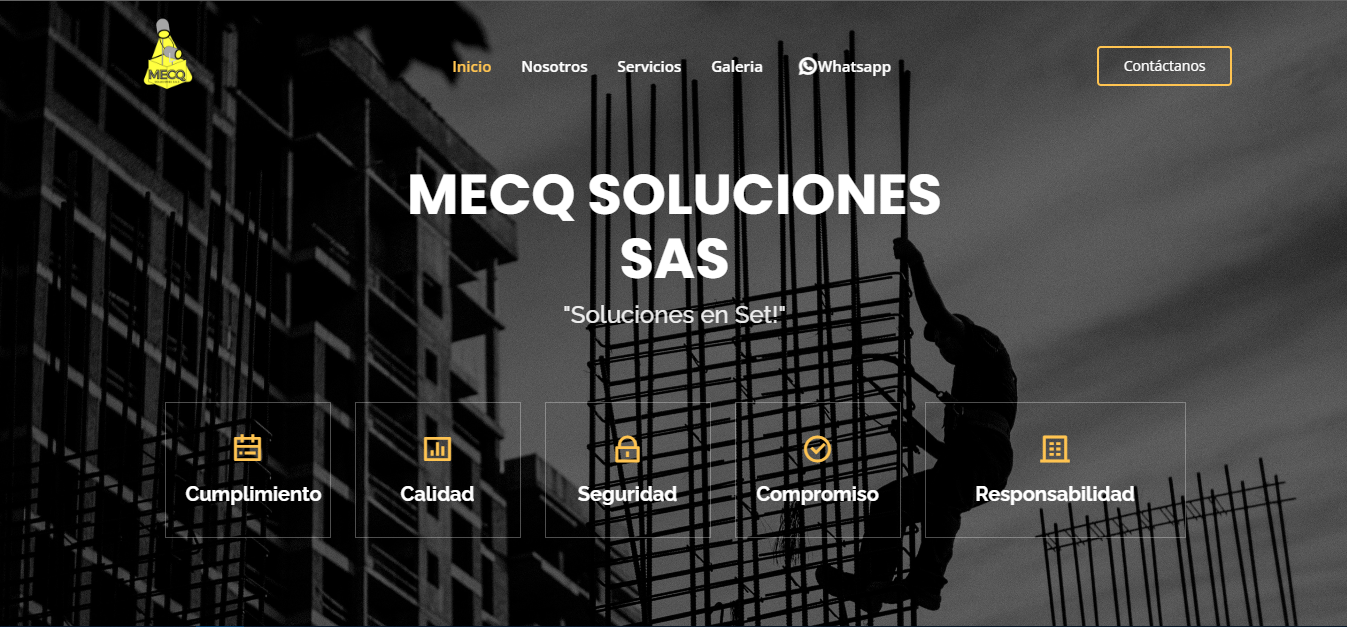 MECQ
Inicio
Nosotros
Servicios
Galeria
Whatsapp
Contáctanos
MECQ SOLUCIONES
SAS
"Soluciones en Set!"
Cumplimiento
Calidad
Seguridad
Compromiso
Responsabilidad